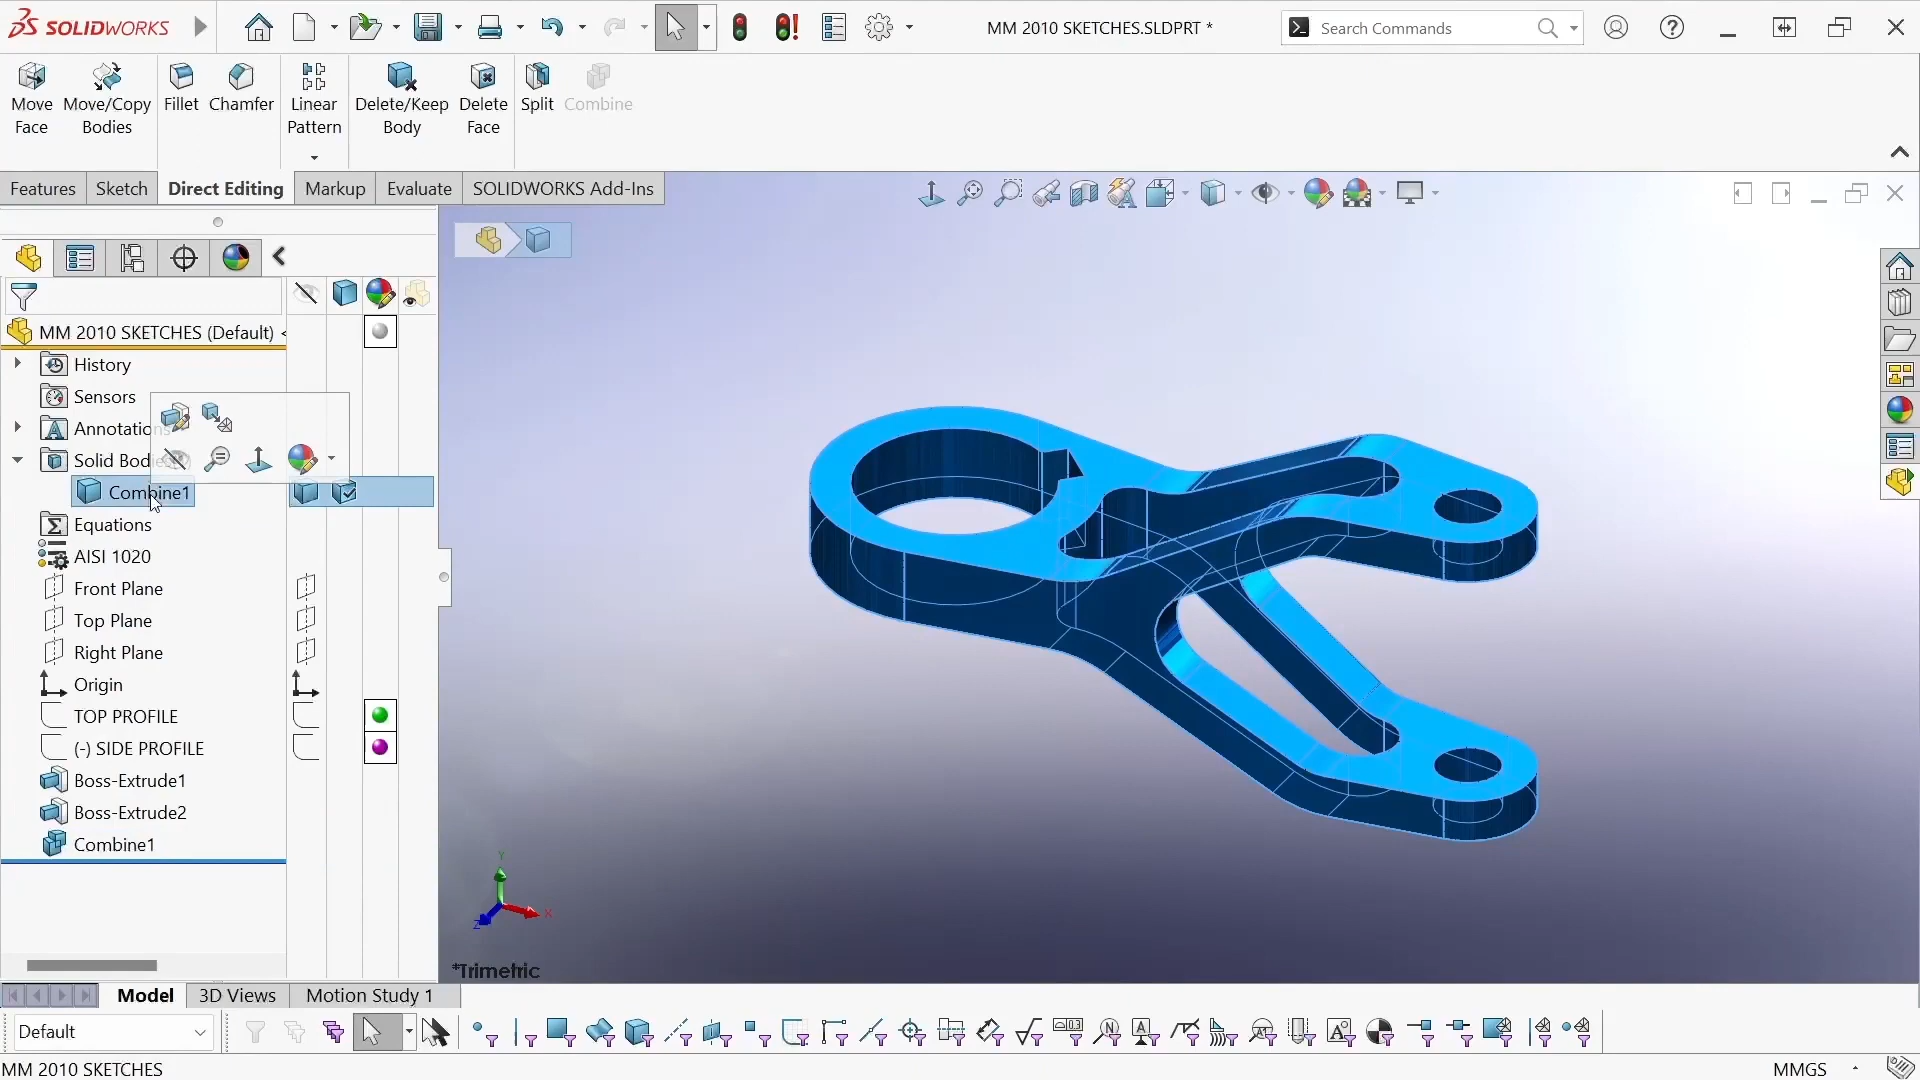 SOLIDWORKS
MM 2010 SKETCHES.SLDPRT *
Search Commands
Move Face
Move/Copy Bodies
Fillet
Chamfer
Linear Pattern
Delete/Keep Body
Delete Face
Split
Combine
Features
Sketch
Direct Editing
Markup
Evaluate
SOLIDWORKS Add-Ins
MM 2010 SKETCHES (Default) <
History
Sensors
Annotation
Solid Bodie
Combine1
Equations
AISI 1020
Front Plane
Top Plane
Right Plane
Origin
TOP PROFILE
(-) SIDE PROFILE
Boss-Extrude1
Boss-Extrude2
Combine1
Y
X
Z
*Trimetric
Model
3D Views
Motion Study 1
Default
MM 2010 SKETCHES
MMGS